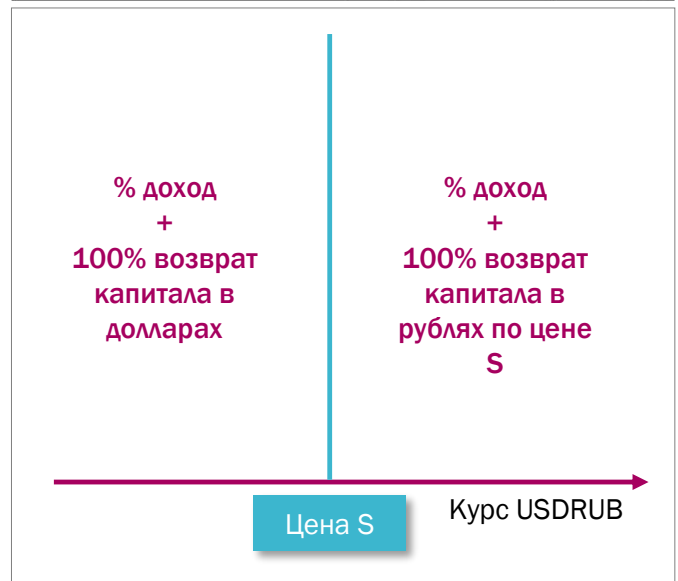 % доход
+
100% возврат
капитала в
долларах
% доход
+
100% возврат
капитала в
рублях по цене
S
Цена S
Курс USDRUB